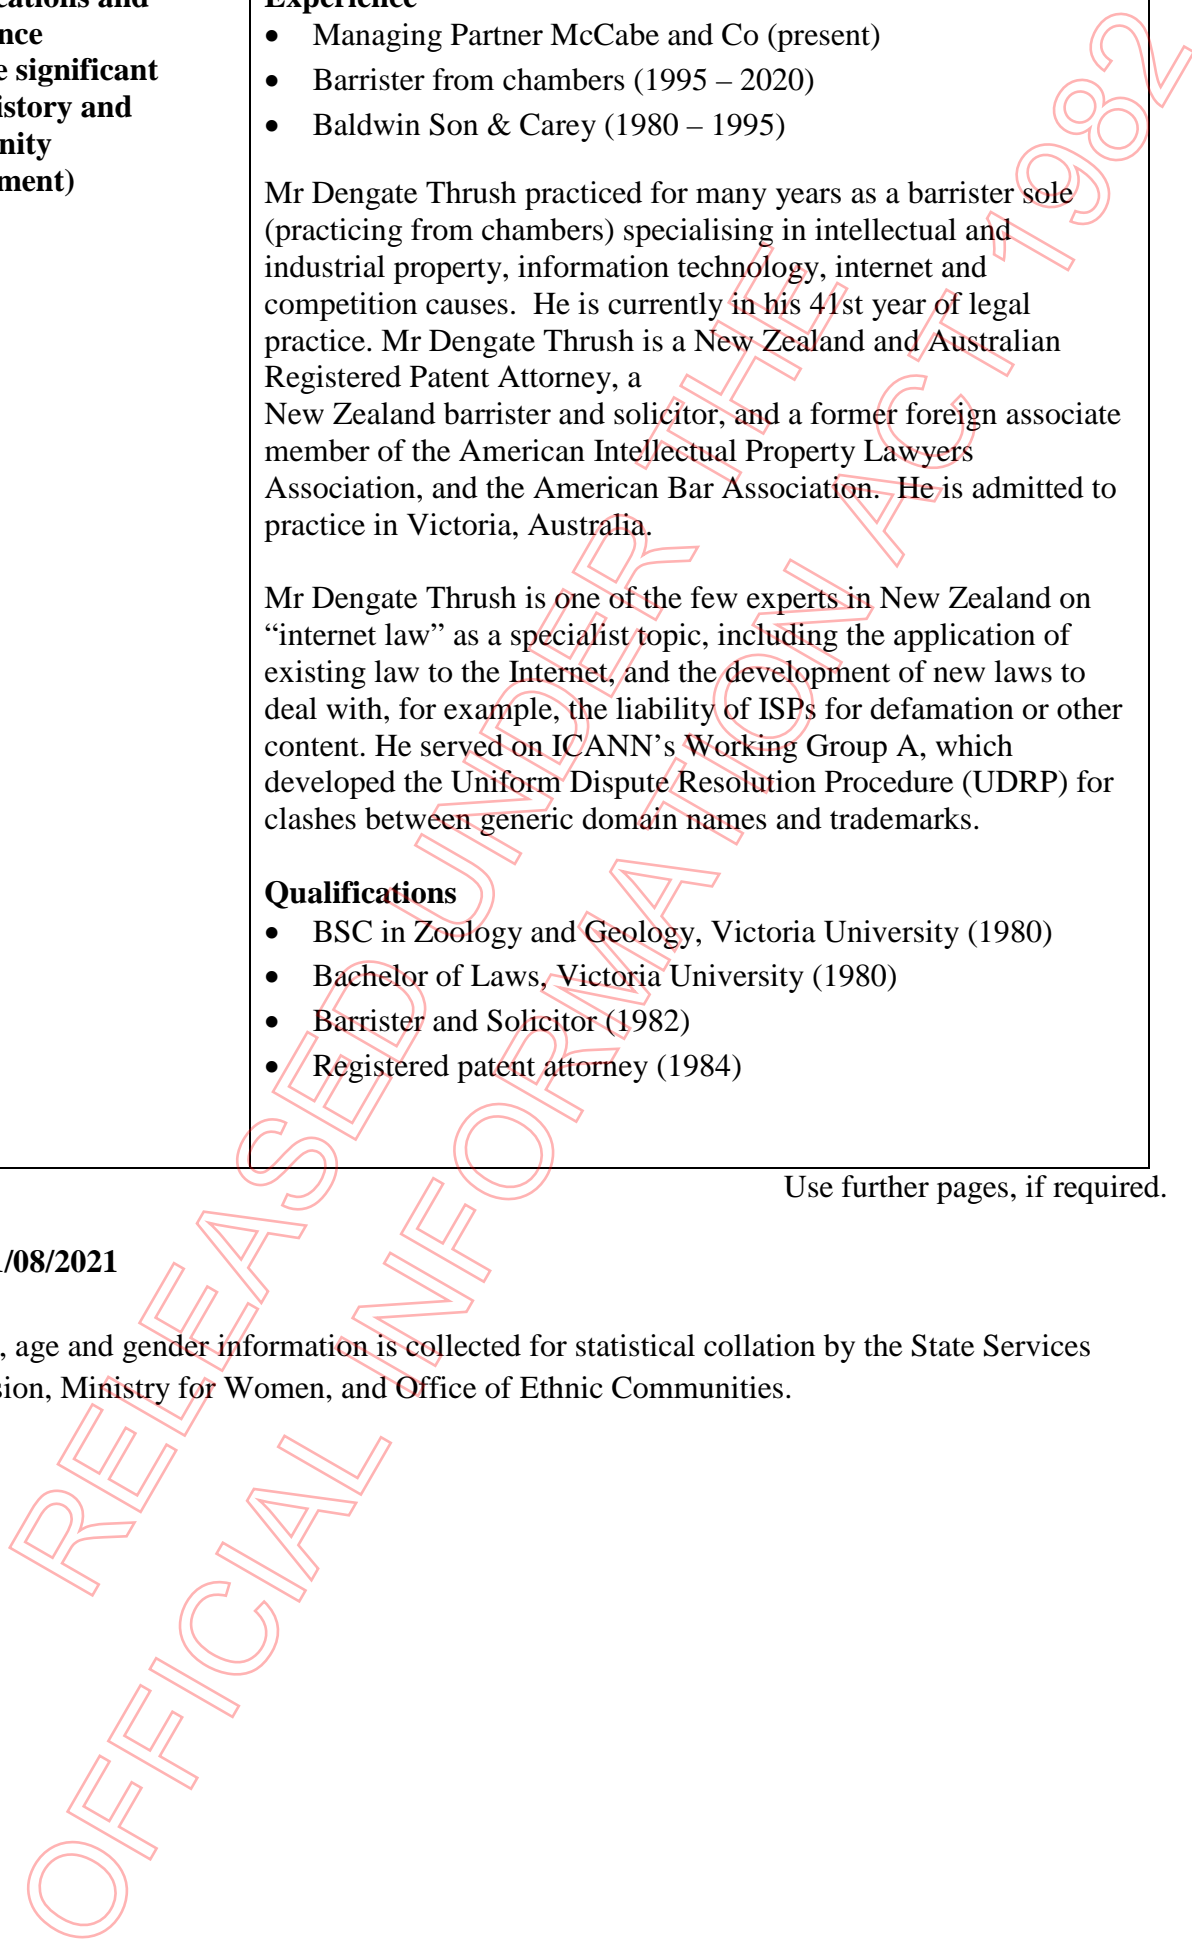 cations and
nce
e significant
istory and
nity
ment)
Experience
• Managing Partner McCabe and Co (present)
• Barrister from chambers (1995 – 2020)
• Baldwin Son & Carey (1980 – 1995)
Mr Dengate Thrush practiced for many years as a barrister sole
(practicing from chambers) specialising in intellectual and
industrial property, information technology, internet and
competition causes.  He is currently in his 41st year of legal
practice. Mr Dengate Thrush is a New Zealand and Australian
Registered Patent Attorney, a
New Zealand barrister and solicitor, and a former foreign associate
member of the American Intellectual Property Lawyers
Association, and the American Bar Association.  He is admitted to
practice in Victoria, Australia.
Mr Dengate Thrush is one of the few experts in New Zealand on
“internet law” as a specialist topic, including the application of
existing law to the Internet, and the development of new laws to
deal with, for example, the liability of ISPs for defamation or other
content. He served on ICANN’s Working Group A, which
developed the Uniform Dispute Resolution Procedure (UDRP) for
clashes between generic domain names and trademarks.
Qualifications
• BSC in Zoology and Geology, Victoria University (1980)
• Bachelor of Laws, Victoria University (1980)
• Barrister and Solicitor (1982)
• Registered patent attorney (1984)
Use further pages, if required.
/08/2021
, age and gender information is collected for statistical collation by the State Services
sion, Ministry for Women, and Office of Ethnic Communities.
RELEASED UNDER THE
OFFICIAL INFORMATION ACT 1982